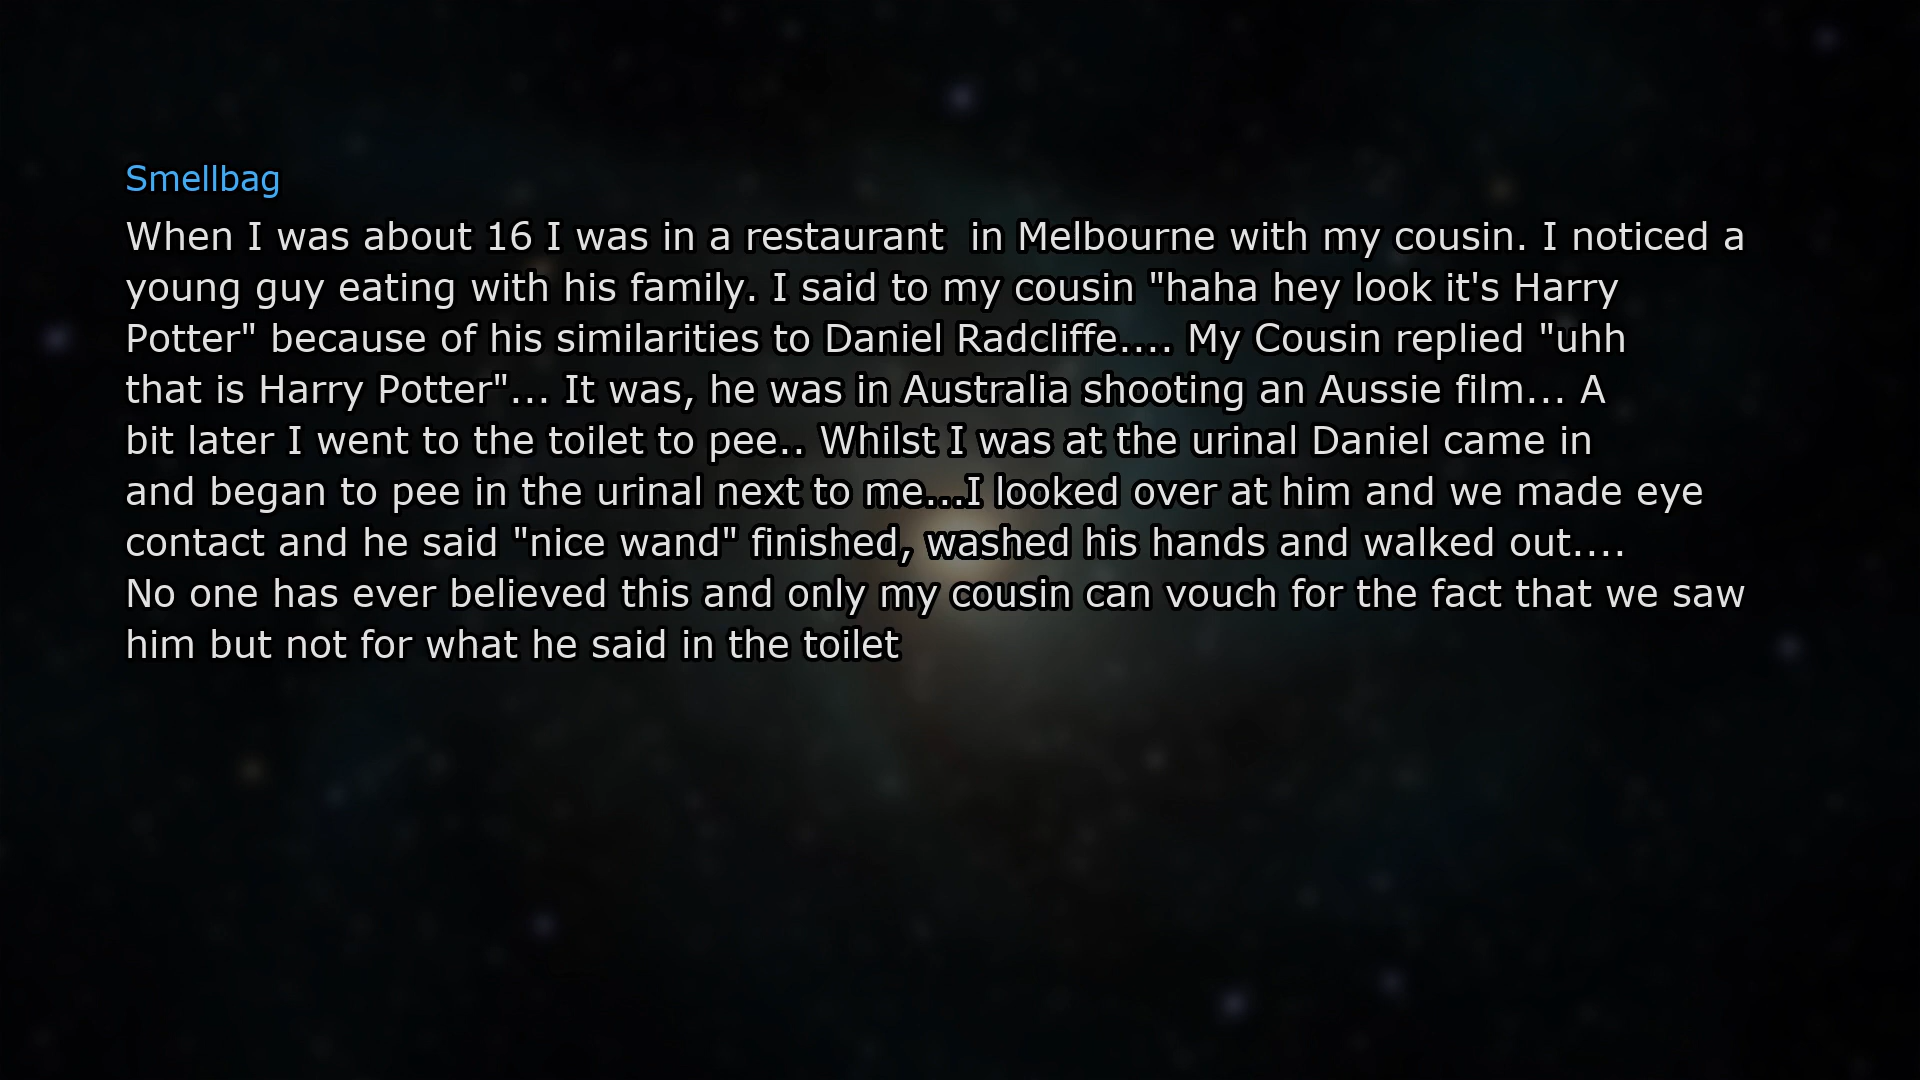 Smellbag
When I was about 16 I was in a restaurant  in Melbourne with my cousin. I noticed a
young guy eating with his family. I said to my cousin "haha hey look it's Harry
Potter" because of his similarities to Daniel Radcliffe.... My Cousin replied "uhh
that is Harry Potter"... It was, he was in Australia shooting an Aussie film... A
bit later I went to the toilet to pee.. Whilst I was at the urinal Daniel came in
and began to pee in the urinal next to me...I looked over at him and we made eye
contact and he said "nice wand" finished, washed his hands and walked out....
No one has ever believed this and only my cousin can vouch for the fact that we saw
him but not for what he said in the toilet